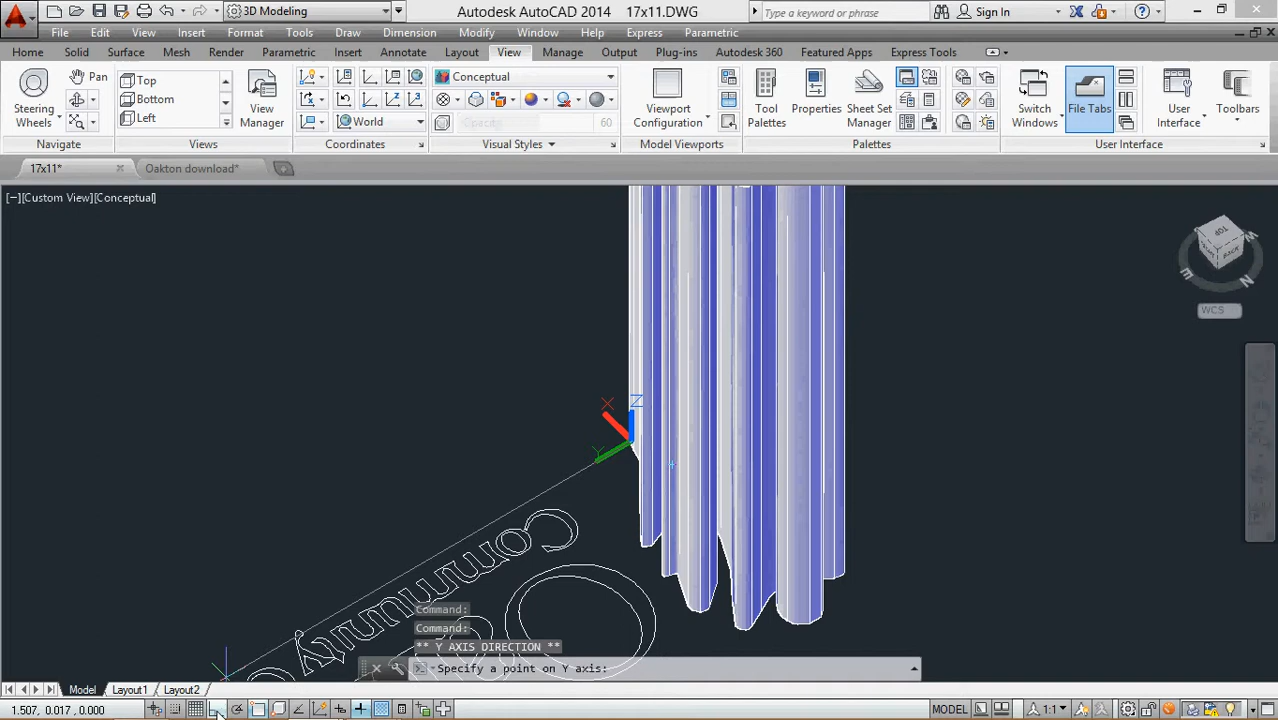 Autodesk AutoCAD 2014 17x11.DWG
3D Modeling
Type a keyword or phrase
Sign In
File Edit View Insert Format Tools Draw Dimension Modify Window Help Express Parametric
Home Solid Surface Mesh Render Parametric Insert Annotate Layout View Manage Output Plug-ins Autodesk 360 Featured Apps Express Tools
Steering Wheels
Pan
Navigate
Top
Bottom
Left
View Manager
Views
World
Coordinates
Conceptual
Opacity 60
Visual Styles
Viewport Configuration
Model Viewports
Tool Palettes
Properties
Sheet Set Manager
Palettes
Switch Windows
File Tabs
User Interface
Toolbars
User Interface
17x11*
Oakton download*
[−][Custom View][Conceptual]
TOP
W
E
N
WCS
X
Z
Y
Community
Command:
Command:
** Y AXIS DIRECTION **
Specify a point on Y axis:
Model Layout1 Layout2
1.507, 0.017, 0.000
MODEL
1:1